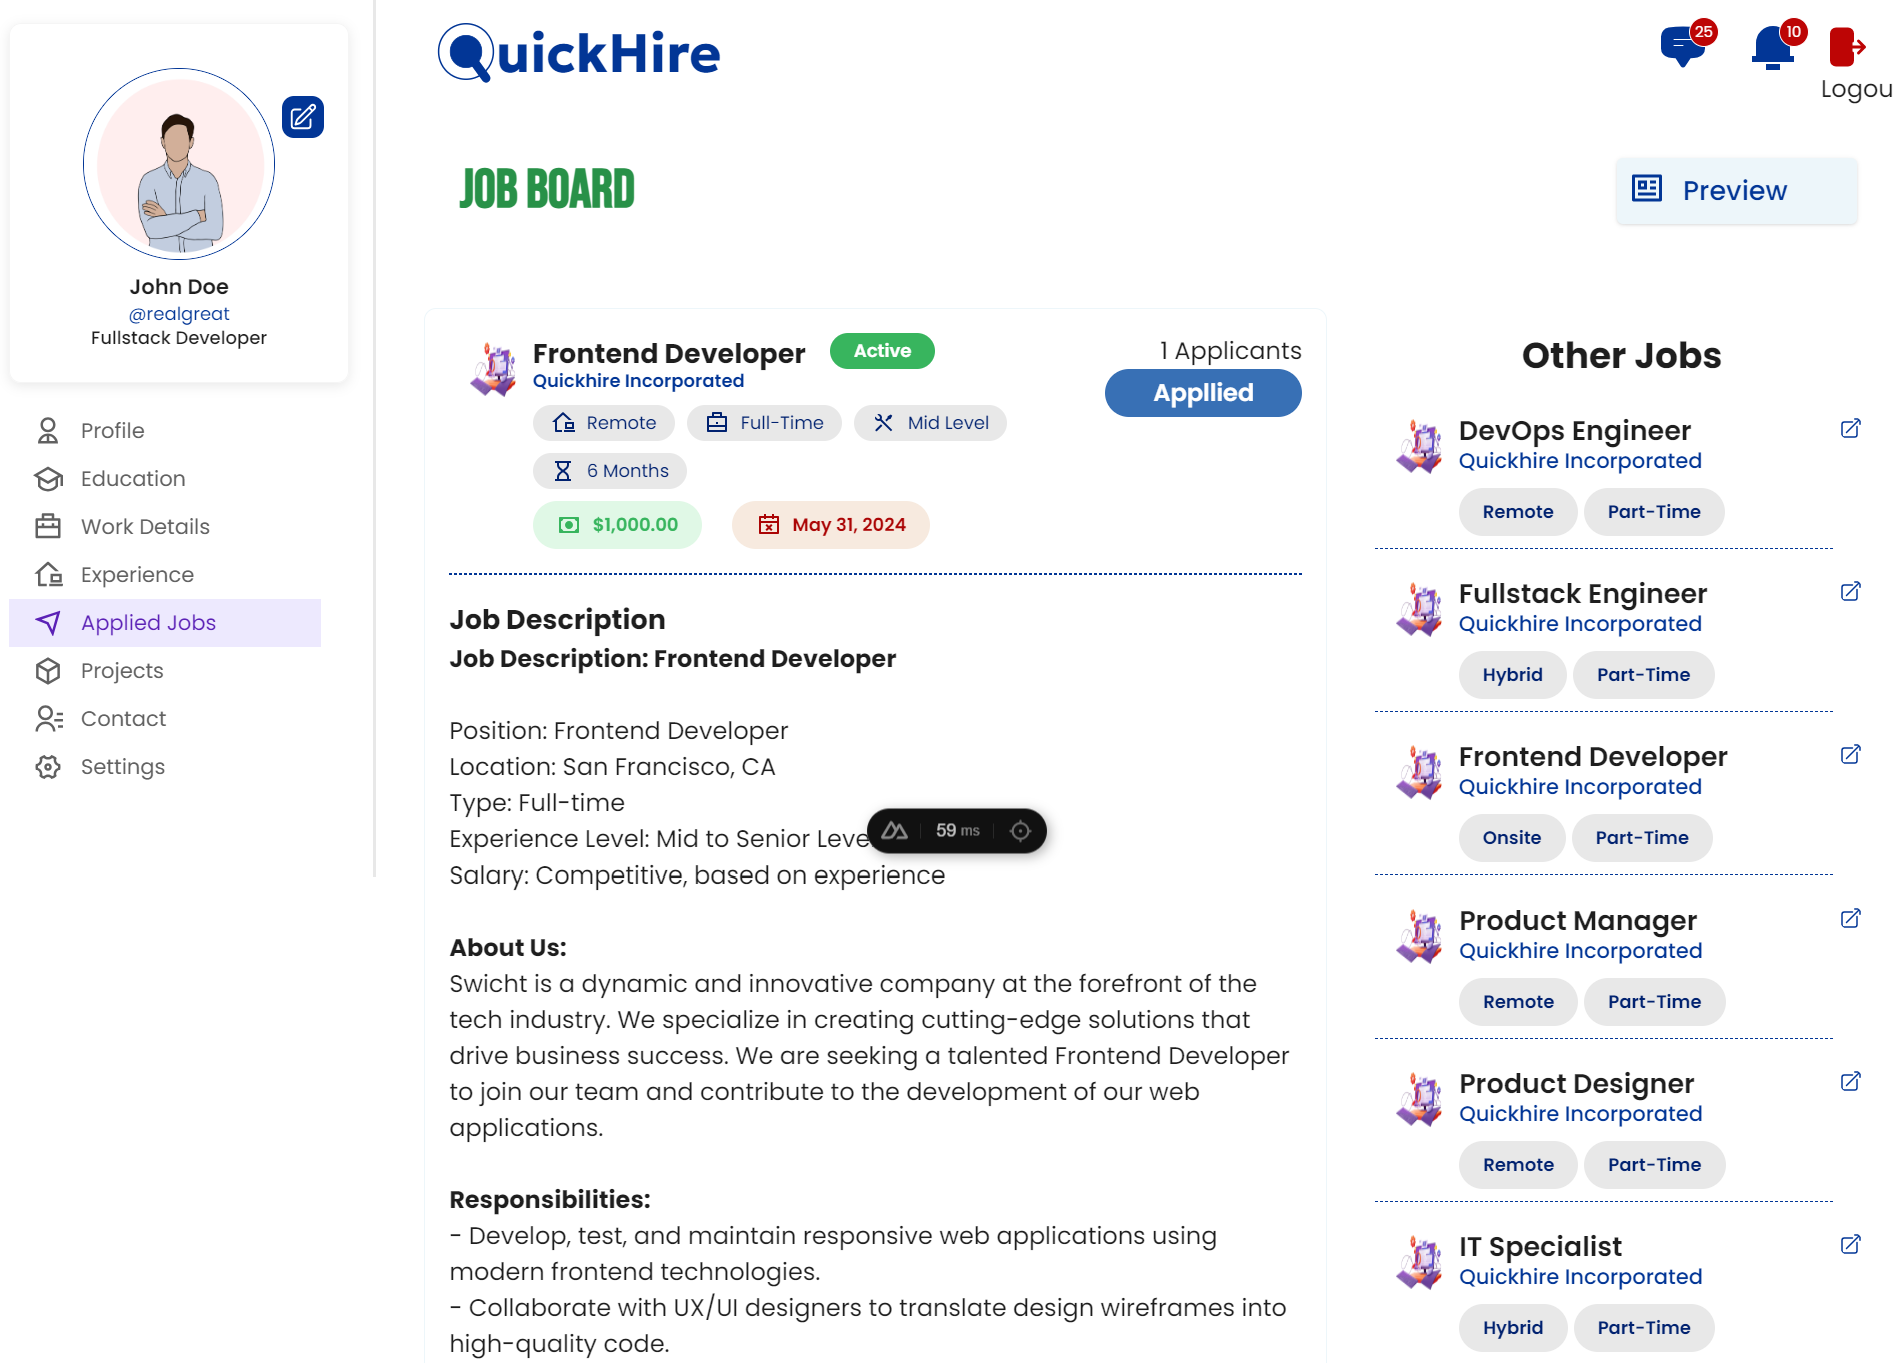 John Doe
@realgreat
Fullstack Developer
Profile
Education
Work Details
Experience
Applied Jobs
Projects
Contact
Settings
QuickHire
25
10
Logou
JOB BOARD
Preview
Frontend Developer
Active
1 Applicants
Quickhire Incorporated
Appllied
Remote
Full-Time
Mid Level
6 Months
$1,000.00
May 31, 2024
Job Description
Job Description: Frontend Developer
Position: Frontend Developer
Location: San Francisco, CA
Type: Full-time
Experience Level: Mid to Senior Leve
59 ms
Salary: Competitive, based on experience
About Us:
Swicht is a dynamic and innovative company at the forefront of the
tech industry. We specialize in creating cutting-edge solutions that
drive business success. We are seeking a talented Frontend Developer
to join our team and contribute to the development of our web
applications.
Responsibilities:
- Develop, test, and maintain responsive web applications using
modern frontend technologies.
- Collaborate with UX/UI designers to translate design wireframes into
high-quality code.
Other Jobs
DevOps Engineer
Quickhire Incorporated
Remote
Part-Time
Fullstack Engineer
Quickhire Incorporated
Hybrid
Part-Time
Frontend Developer
Quickhire Incorporated
Onsite
Part-Time
Product Manager
Quickhire Incorporated
Remote
Part-Time
Product Designer
Quickhire Incorporated
Remote
Part-Time
IT Specialist
Quickhire Incorporated
Hybrid
Part-Time